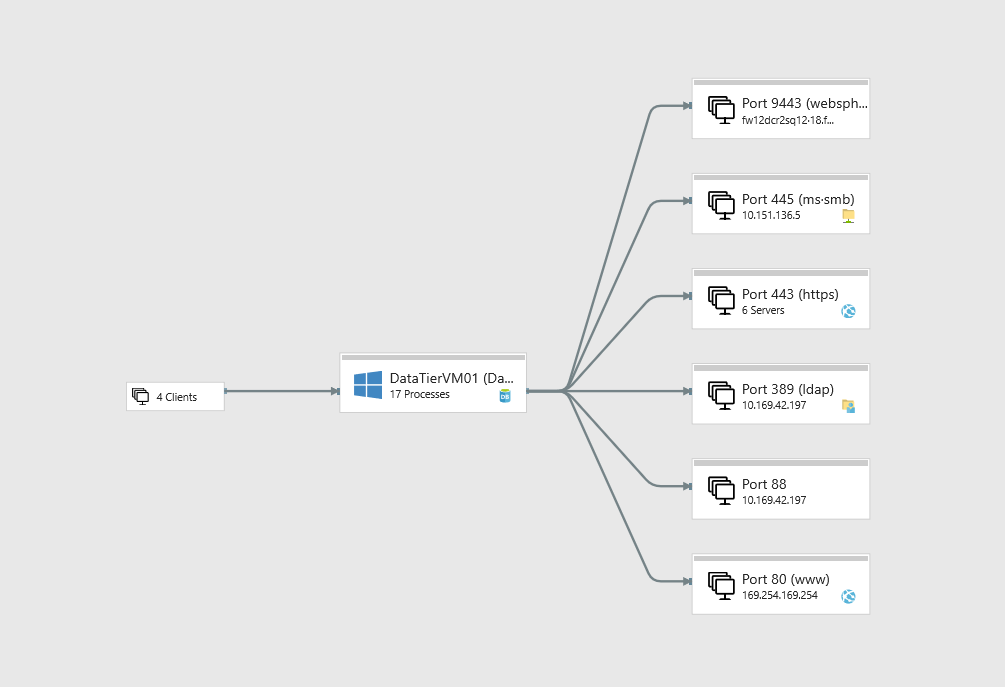 Port 9443 (websph...
fw12dcr2sq12-18.f...
Port 445 (ms-smb)
10.151.136.5
Port 443 (https)
6 Servers
4 Clients
DataTierVM01 (Da...
17 Processes
DB
Port 389 (ldap)
10.169.42.197
Port 88
10.169.42.197
Port 80 (www)
169.254.169.254